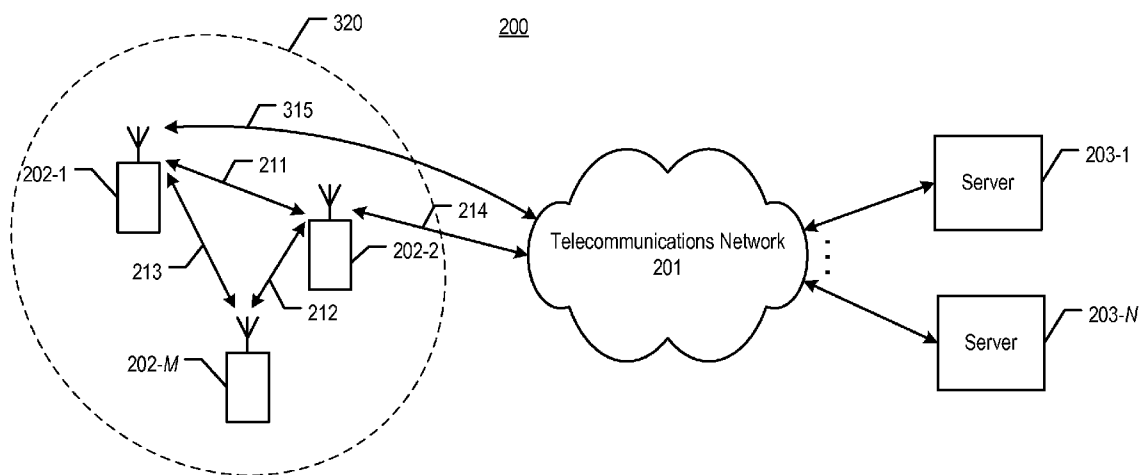 320
200
315
202-1
211
214
203-1
Server
Telecommunications Network
201
213
202-2
212
203-N
Server
202-M